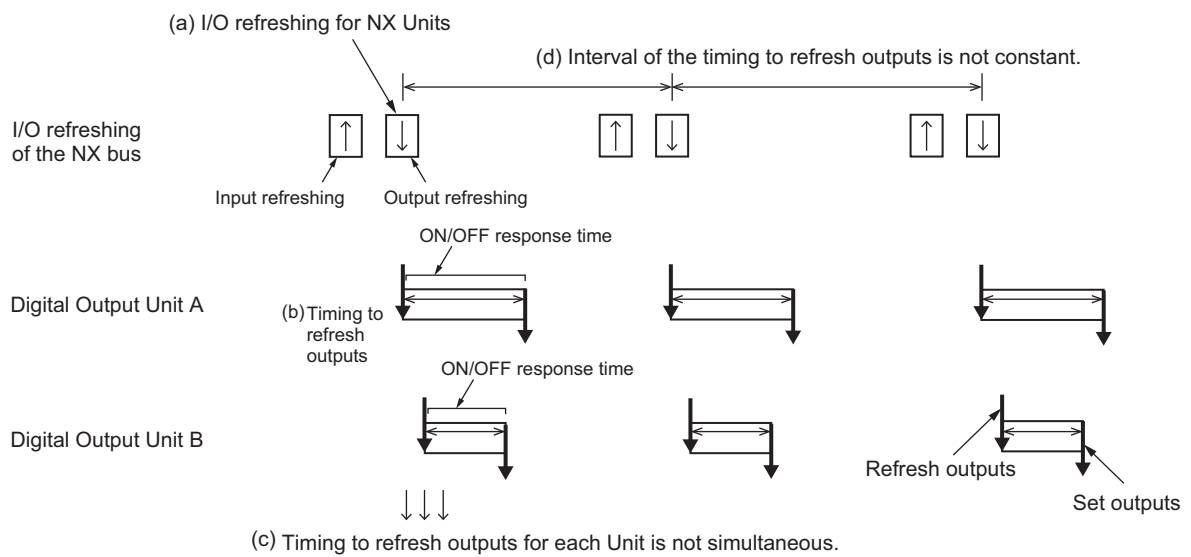 (a) I/O refreshing for NX Units
(d) Interval of the timing to refresh outputs is not constant.
I/O refreshing
of the NX bus
Input refreshing
Output refreshing
ON/OFF response time
Digital Output Unit A
(b) Timing to
refresh
outputs
ON/OFF response time
Digital Output Unit B
Refresh outputs
Set outputs
(c) Timing to refresh outputs for each Unit is not simultaneous.